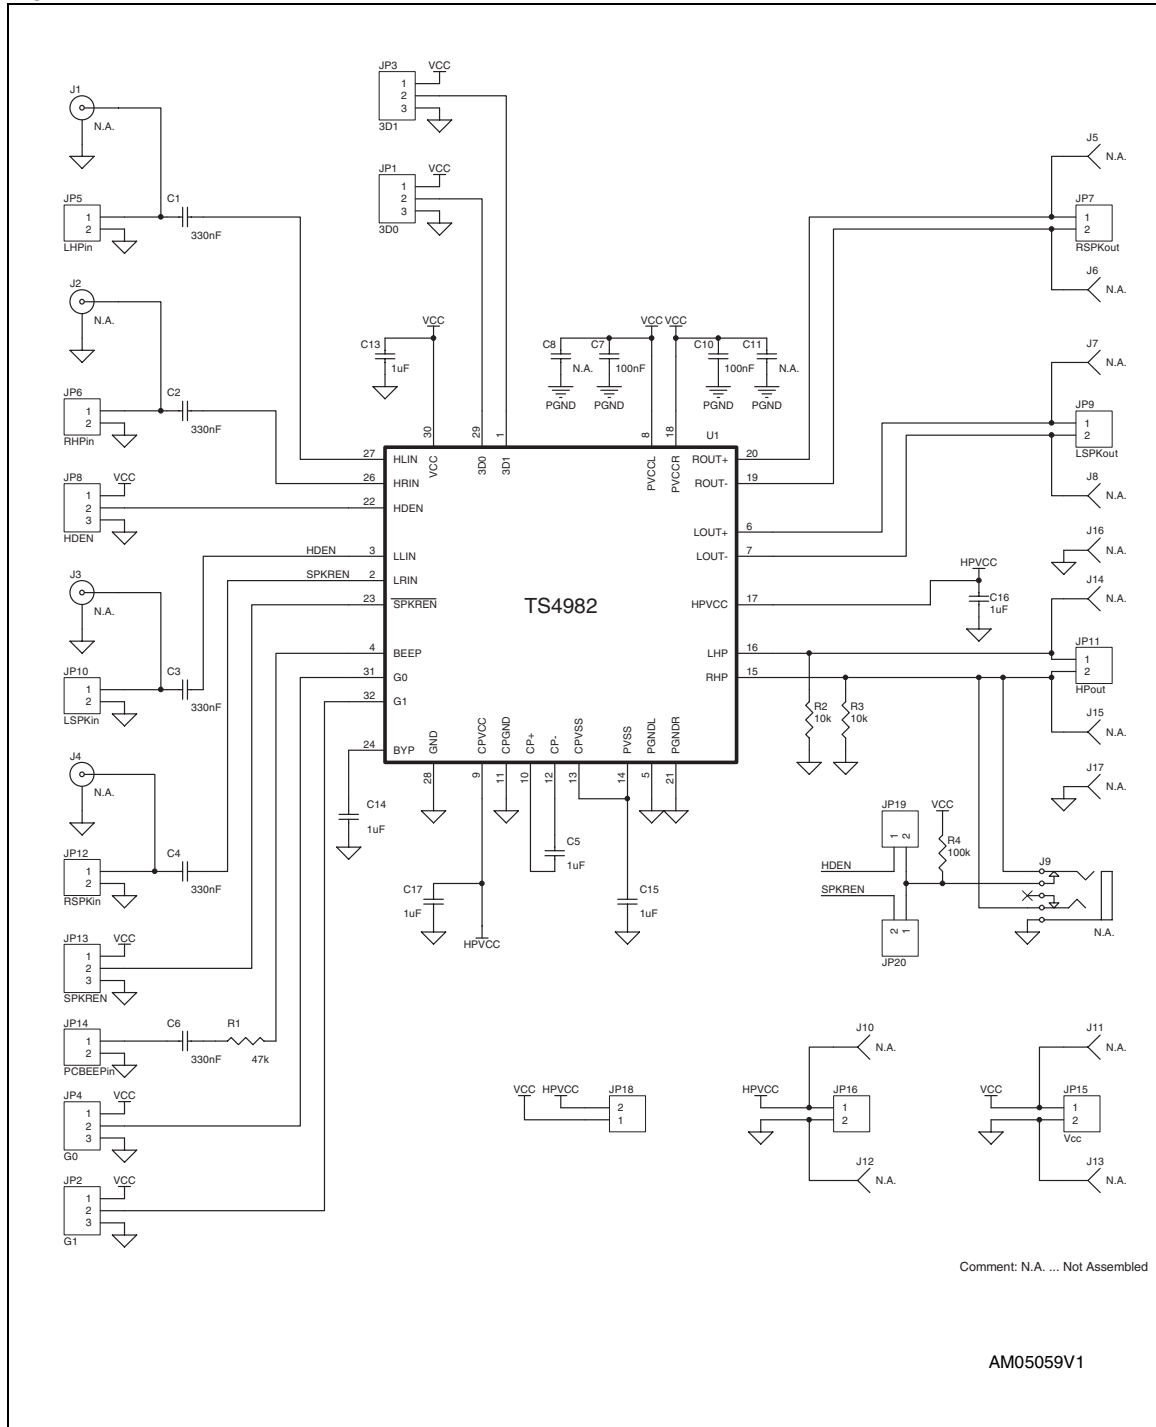 JP3
VCC
1
2
3
3D1
J1
N.A.
JP1
VCC
1
2
3
3D0
JP5
1
2
LHPin
C1
330nF
J2
N.A.
JP6
1
2
RHPin
C2
330nF
JP8
VCC
1
2
3
HDEN
J3
N.A.
JP10
1
2
LSPKin
C3
330nF
J4
N.A.
JP12
1
2
RSPKin
C4
330nF
JP13
VCC
1
2
3
SPKREN
JP14
1
2
PCBEEPin
C6
330nF
R1
47k
JP4
VCC
1
2
3
G0
JP2
VCC
1
2
3
G1
VCC
C13
1uF
VCC
VCC
C8
N.A.
PGND
C7
100nF
PGND
C10
100nF
PGND
C11
N.A.
PGND
30
29
1
8
18
U1
VCC
3D0
3D1
PVCCL
PVCCR
27 HLIN
26 HRIN
22 HDEN
HDEN 3 LLIN
SPKREN 2 LRIN
23 SPKREN
4 BEEP
31 G0
32 G1
24 BYP
TS4982
ROUT+ 20
ROUT- 19
LOUT+ 6
LOUT- 7
HPVCC 17
LHP 16
RHP 15
GND
CPVCC
CPGND
CP+
CP-
CPVSS
PVSS
PGNDL
PGNDR
28
9
11
10
12
13
14
5
21
C14
1uF
C5
1uF
C17
1uF
HPVCC
C15
1uF
J5
N.A.
JP7
1
2
RSPKout
J6
N.A.
J7
N.A.
JP9
1
2
LSPKout
J8
N.A.
J16
N.A.
HPVCC
C16
1uF
J14
N.A.
JP11
1
2
HPout
R2
10k
R3
10k
J15
N.A.
J17
N.A.
JP19
1
2
VCC
R4
100k
HDEN
SPKREN
2
1
JP20
J9
N.A.
VCC
HPVCC
JP18
2
1
J10
N.A.
HPVCC
JP16
1
2
J12
N.A.
J11
N.A.
VCC
JP15
1
2
Vcc
J13
N.A.
Comment: N.A. ... Not Assembled
AM05059V1